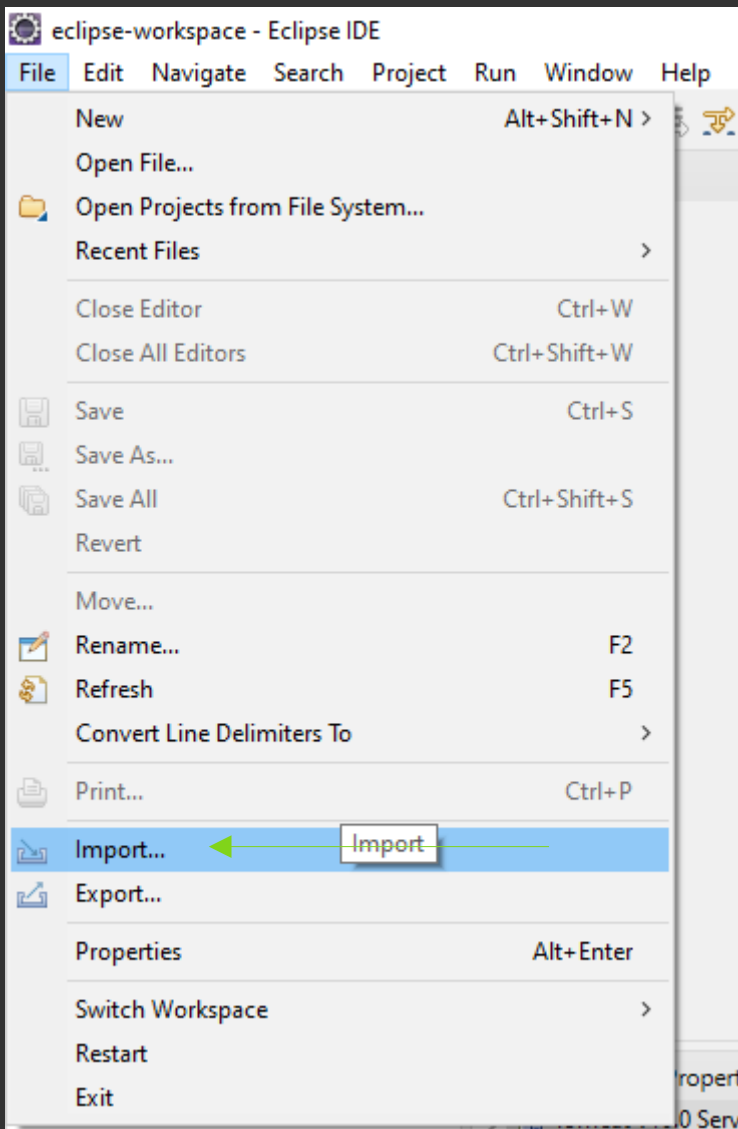 eclipse-workspace - Eclipse IDE
File Edit Navigate Search Project Run Window Help
New Alt+Shift+N >
Open File...
Open Projects from File System...
Recent Files >
Close Editor Ctrl+W
Close All Editors Ctrl+Shift+W
Save Ctrl+S
Save As...
Save All Ctrl+Shift+S
Revert
Move...
Rename... F2
Refresh F5
Convert Line Delimiters To >
Print... Ctrl+P
Import... Import
Export...
Properties Alt+Enter
Switch Workspace >
Restart
Exit